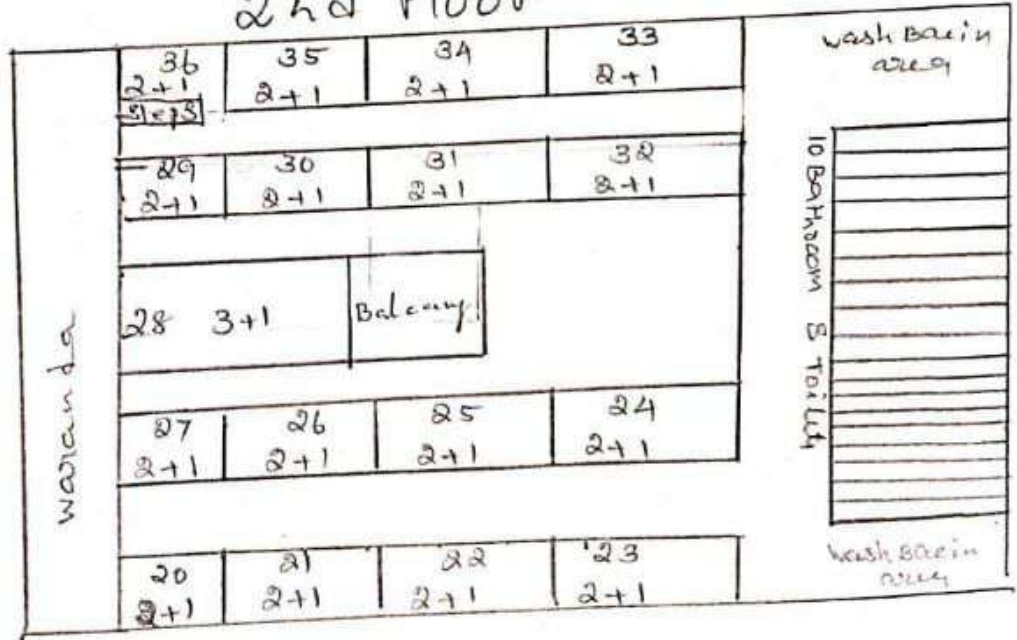 2nd Floor
36 35 34 33
2+1 2+1 2+1 2+1
Steps
wash Basin
area
29 30 31 32
2+1 2+1 2+1 2+1
28 3+1 Balcany
waranda
10 Bathroom 8 Toilet
27 26 25 24
2+1 2+1 2+1 2+1
20 21 22 23
2+1 2+1 2+1 2+1
wash Basin
area